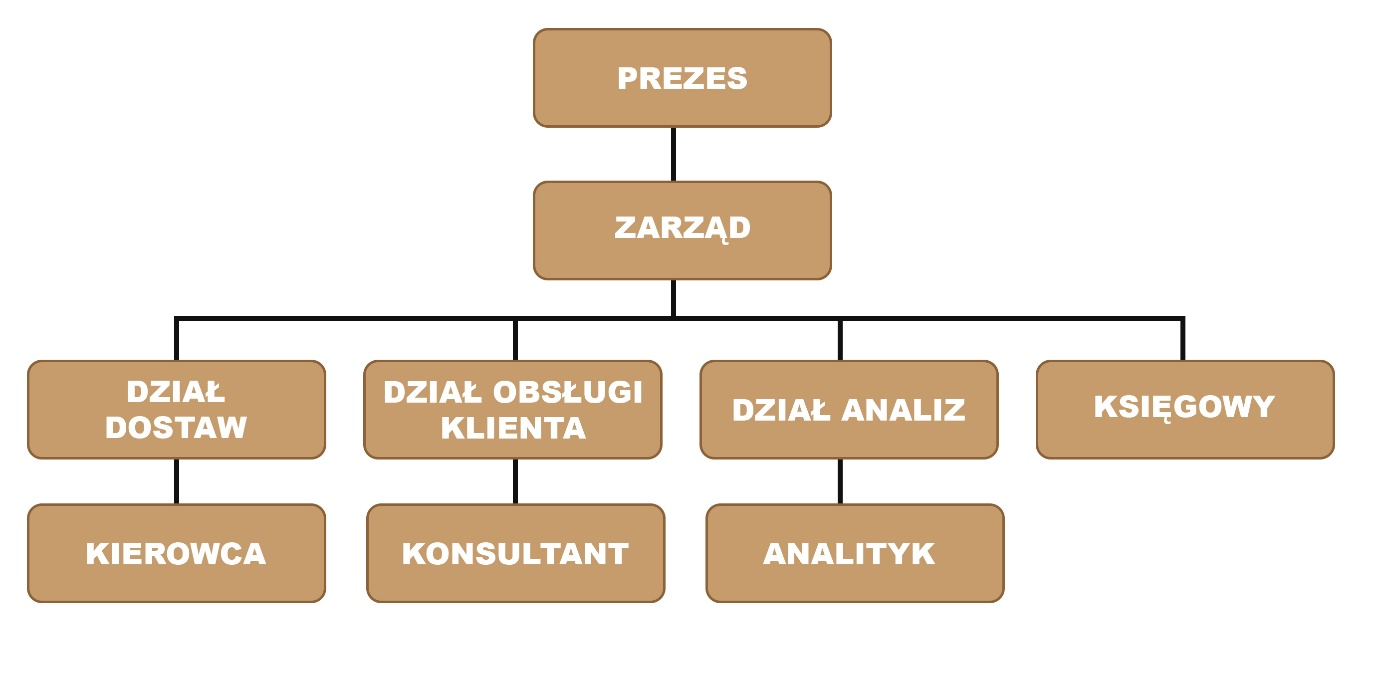 PREZES
ZARZĄD
DZIAŁ
DOSTAW
DZIAŁ OBSŁUGI
KLIENTA
DZIAŁ ANALIZ
KSIĘGOWY
KIEROWCA
KONSULTANT
ANALITYK